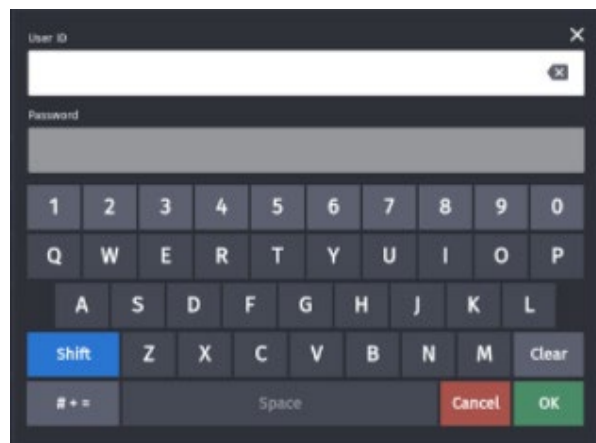 User ID
Password
1 2 3 4 5 6 7 8 9 0
Q W E R T Y U I O P
A S D F G H J K L
Shift Z X C V B N M Clear
#+= Space Cancel OK